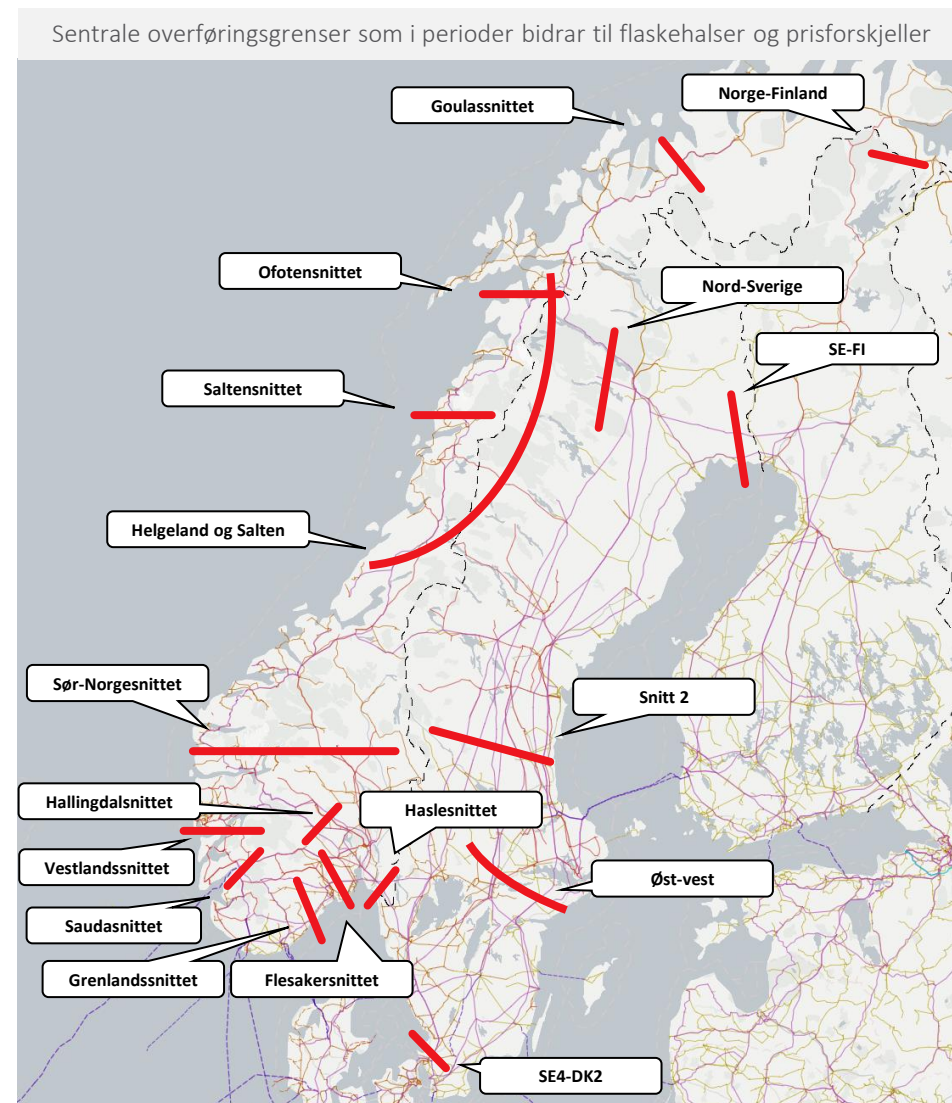 Sentrale overføringsgrenser som i perioder bidrar til flaskehalser og prisforskjeller
Norge-Finland
Goulassnittet
Ofotensnittet
Nord-Sverige
SE-FI
Saltensnittet
Helgeland og Salten
Sør-Norgesnittet
Snitt 2
Hallingdalsnittet
Haslesnittet
Vestlandssnittet
Øst-vest
Saudasnittet
Grenlandssnittet
Flesakersnittet
SE4-DK2